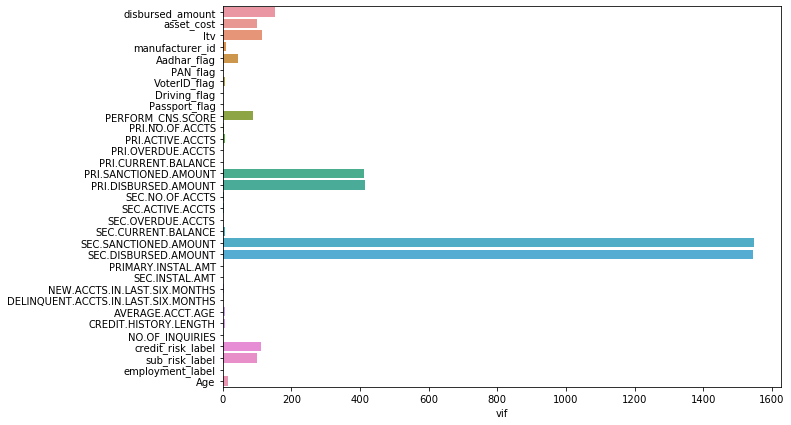 disbursed_amount
asset_cost
ltv
manufacturer_id
Aadhar_flag
PAN_flag
VoterID_flag
Driving_flag
Passport_flag
PERFORM_CNS.SCORE
PRI.NO.OF.ACCTS
PRI.ACTIVE.ACCTS
PRI.OVERDUE.ACCTS
PRI.CURRENT.BALANCE
PRI.SANCTIONED.AMOUNT
PRI.DISBURSED.AMOUNT
SEC.NO.OF.ACCTS
SEC.ACTIVE.ACCTS
SEC.OVERDUE.ACCTS
SEC.CURRENT.BALANCE
SEC.SANCTIONED.AMOUNT
SEC.DISBURSED.AMOUNT
PRIMARY.INSTAL.AMT
SEC.INSTAL.AMT
NEW.ACCTS.IN.LAST.SIX.MONTHS
DELINQUENT.ACCTS.IN.LAST.SIX.MONTHS
AVERAGE.ACCT.AGE
CREDIT.HISTORY.LENGTH
NO.OF_INQUIRIES
credit_risk_label
sub_risk_label
employment_label
Age
0 200 400 600 800 1000 1200 1400 1600
vif